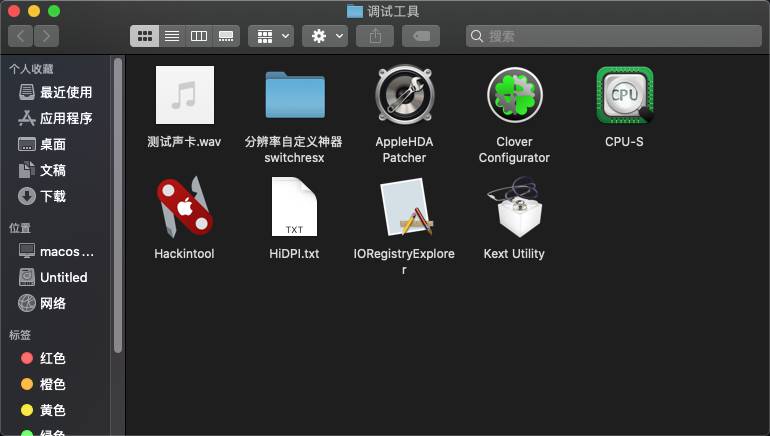 调试工具
搜索
个人收藏
最近使用
应用程序
桌面
文稿
下载
位置
macos ...
Untitled
网络
标签
红色
橙色
黄色
绿色
测试声卡.wav
分辨率自定义神器
switchresx
AppleHDA
Patcher
Clover
Configurator
CPU
CPU-S
Hackintool
TXT
HiDPI.txt
IORegistryExplore
r
Kext Utility